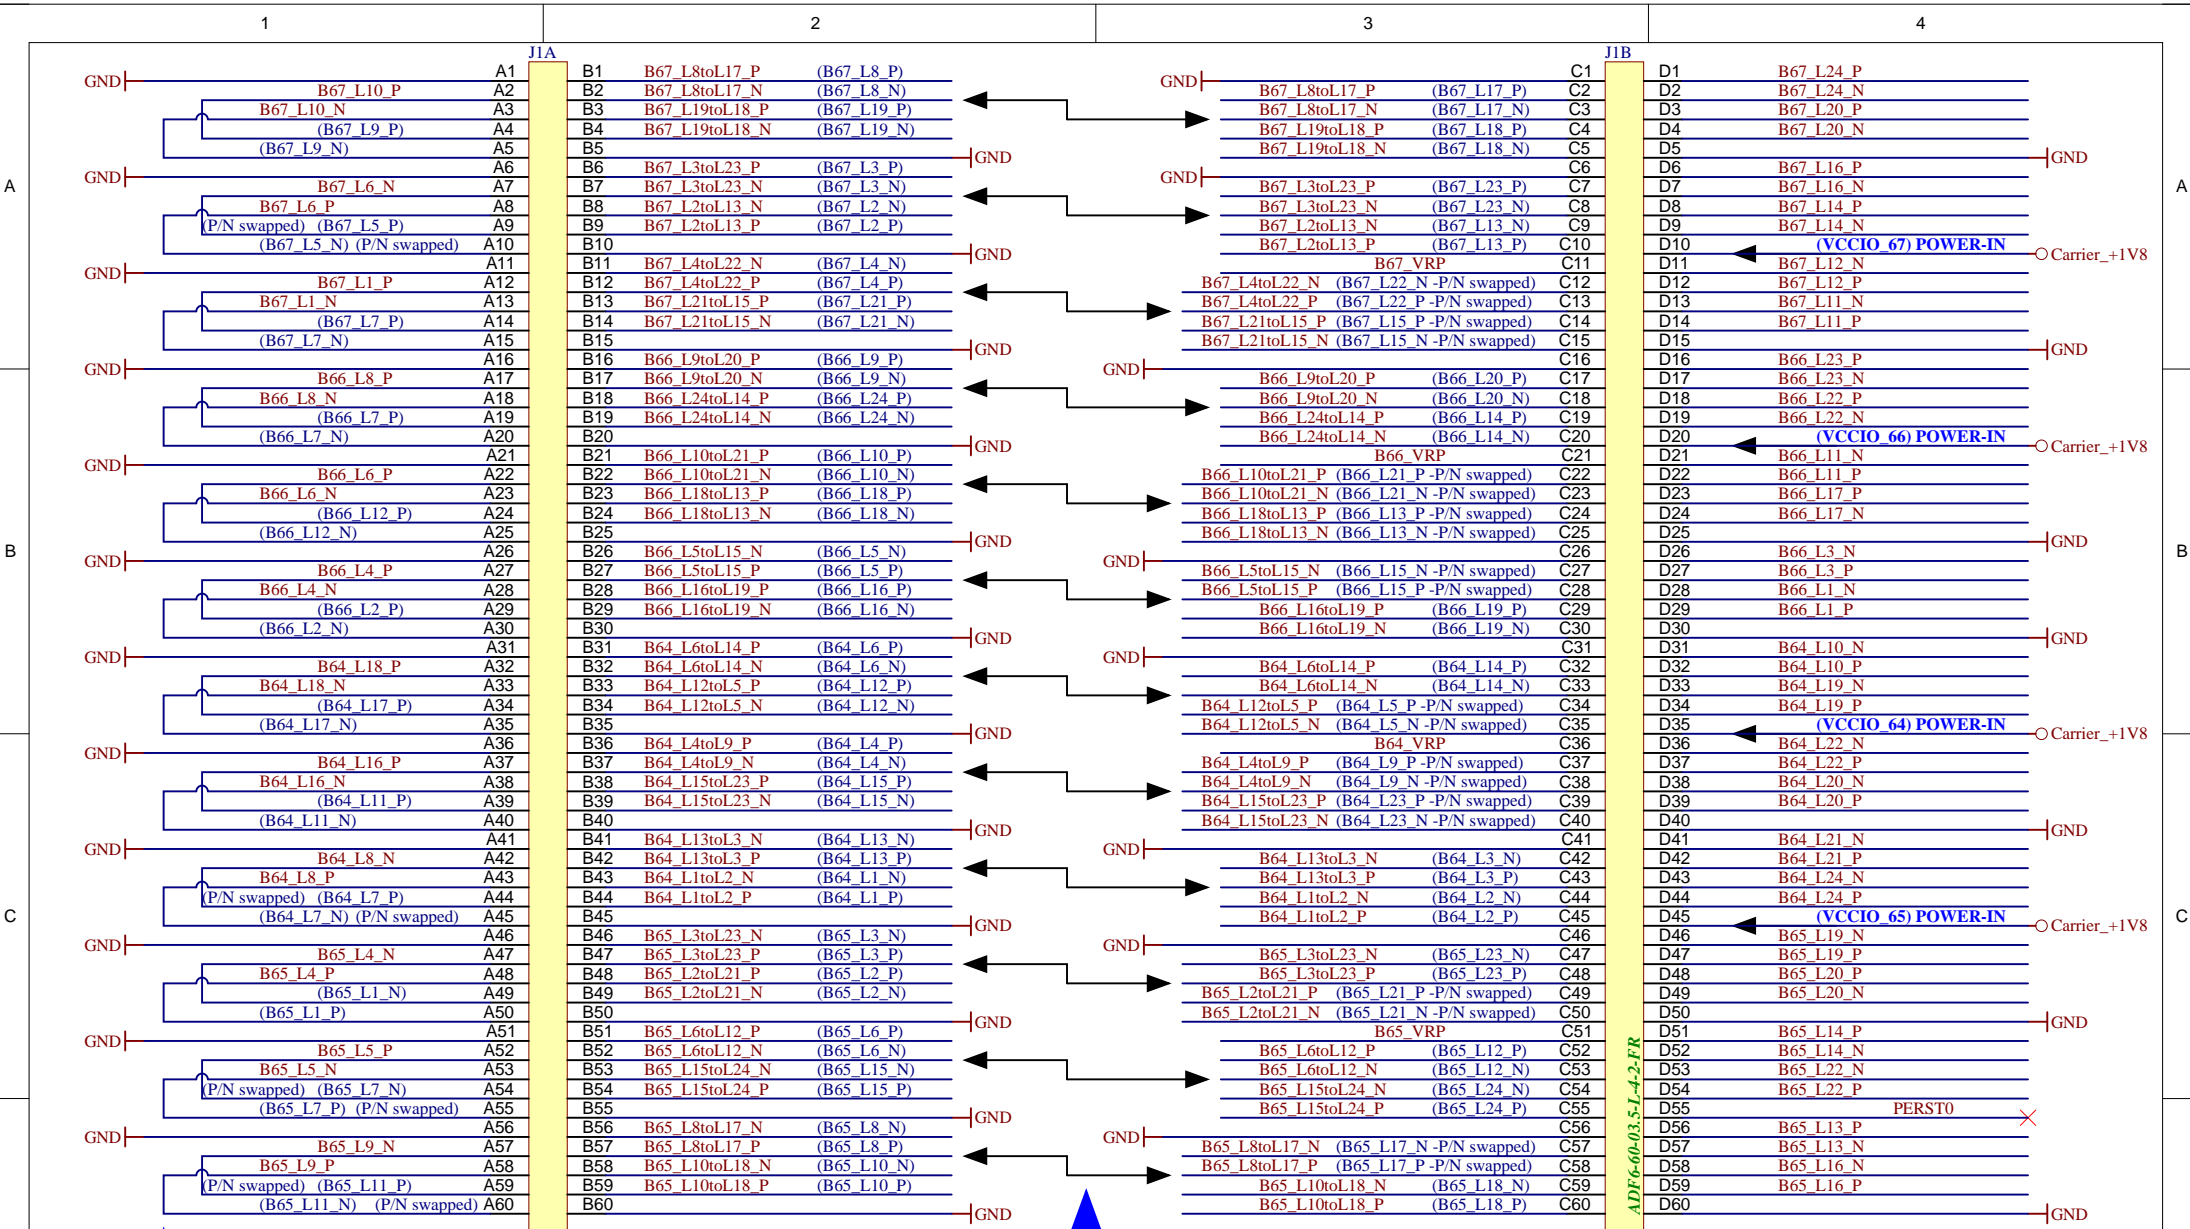 1 2 3 4
J1A
GND A1
B67_L10_P A2
B67_L10_N A3
(B67_L9_P) A4
(B67_L9_N) A5
GND A6
B67_L6_N A7
B67_L6_P A8
(P/N swapped) (B67_L5_P) A9
(B67_L5_N) (P/N swapped) A10
GND A11
B67_L1_P A12
B67_L1_N A13
(B67_L7_P) A14
(B67_L7_N) A15
GND A16
B66_L8_P A17
B66_L8_N A18
(B66_L7_P) A19
(B66_L7_N) A20
GND A21
B66_L6_P A22
B66_L6_N A23
(B66_L12_P) A24
(B66_L12_N) A25
GND A26
B66_L4_P A27
B66_L4_N A28
(B66_L2_P) A29
(B66_L2_N) A30
GND A31
B64_L18_P A32
B64_L18_N A33
(B64_L17_P) A34
(B64_L17_N) A35
GND A36
B64_L16_P A37
B64_L16_N A38
(B64_L11_P) A39
(B64_L11_N) A40
GND A41
B64_L8_N A42
B64_L8_P A43
(P/N swapped) (B64_L7_P) A44
(B64_L7_N) (P/N swapped) A45
GND A46
B65_L4_N A47
B65_L4_P A48
(B65_L1_N) A49
(B65_L1_P) A50
GND A51
B65_L5_P A52
B65_L5_N A53
(P/N swapped) (B65_L7_N) A54
(B65_L7_P) (P/N swapped) A55
GND A56
B65_L9_N A57
B65_L9_P A58
(P/N swapped) (B65_L11_P) A59
(B65_L11_N) (P/N swapped) A60
B1 B67_L8toL17_P (B67_L8_P)
B2 B67_L8toL17_N (B67_L8_N)
B3 B67_L19toL18_P (B67_L19_P)
B4 B67_L19toL18_N (B67_L19_N)
B5 GND
B6 B67_L3toL23_P (B67_L3_P)
B7 B67_L3toL23_N (B67_L3_N)
B8 B67_L2toL13_N (B67_L2_N)
B9 B67_L2toL13_P (B67_L2_P)
B10 GND
B11 B67_L4toL22_N (B67_L4_N)
B12 B67_L4toL22_P (B67_L4_P)
B13 B67_L21toL15_P (B67_L21_P)
B14 B67_L21toL15_N (B67_L21_N)
B15 GND
B16 B66_L9toL20_P (B66_L9_P)
B17 B66_L9toL20_N (B66_L9_N)
B18 B66_L24toL14_P (B66_L24_P)
B19 B66_L24toL14_N (B66_L24_N)
B20 GND
B21 B66_L10toL21_P (B66_L10_P)
B22 B66_L10toL21_N (B66_L10_N)
B23 B66_L18toL13_P (B66_L18_P)
B24 B66_L18toL13_N (B66_L18_N)
B25 GND
B26 B66_L5toL15_N (B66_L5_N)
B27 B66_L5toL15_P (B66_L5_P)
B28 B66_L16toL19_P (B66_L16_P)
B29 B66_L16toL19_N (B66_L16_N)
B30 GND
B31 B64_L6toL14_P (B64_L6_P)
B32 B64_L6toL14_N (B64_L6_N)
B33 B64_L12toL5_P (B64_L12_P)
B34 B64_L12toL5_N (B64_L12_N)
B35 GND
B36 B64_L4toL9_P (B64_L4_P)
B37 B64_L4toL9_N (B64_L4_N)
B38 B64_L15toL23_P (B64_L15_P)
B39 B64_L15toL23_N (B64_L15_N)
B40 GND
B41 B64_L13toL3_N (B64_L13_N)
B42 B64_L13toL3_P (B64_L13_P)
B43 B64_L1toL2_N (B64_L1_N)
B44 B64_L1toL2_P (B64_L1_P)
B45 GND
B46 B65_L3toL23_N (B65_L3_N)
B47 B65_L3toL23_P (B65_L3_P)
B48 B65_L2toL21_P (B65_L2_P)
B49 B65_L2toL21_N (B65_L2_N)
B50 GND
B51 B65_L6toL12_P (B65_L6_P)
B52 B65_L6toL12_N (B65_L6_N)
B53 B65_L15toL24_N (B65_L15_N)
B54 B65_L15toL24_P (B65_L15_P)
B55 GND
B56 B65_L8toL17_N (B65_L8_N)
B57 B65_L8toL17_P (B65_L8_P)
B58 B65_L10toL18_N (B65_L10_N)
B59 B65_L10toL18_P (B65_L10_P)
B60 GND
J1B
GND C1
B67_L8toL17_P (B67_L17_P) C2
B67_L8toL17_N (B67_L17_N) C3
B67_L19toL18_P (B67_L18_P) C4
B67_L19toL18_N (B67_L18_N) C5
GND C6
B67_L3toL23_P (B67_L23_P) C7
B67_L3toL23_N (B67_L23_N) C8
B67_L2toL13_N (B67_L13_N) C9
B67_L2toL13_P (B67_L13_P) C10
B67_VRP C11
B67_L4toL22_N (B67_L22_N -P/N swapped) C12
B67_L4toL22_P (B67_L22_P -P/N swapped) C13
B67_L21toL15_P (B67_L15_P -P/N swapped) C14
B67_L21toL15_N (B67_L15_N -P/N swapped) C15
GND C16
B66_L9toL20_P (B66_L20_P) C17
B66_L9toL20_N (B66_L20_N) C18
B66_L24toL14_P (B66_L14_P) C19
B66_L24toL14_N (B66_L14_N) C20
B66_VRP C21
B66_L10toL21_P (B66_L21_P -P/N swapped) C22
B66_L10toL21_N (B66_L21_N -P/N swapped) C23
B66_L18toL13_P (B66_L13_P -P/N swapped) C24
B66_L18toL13_N (B66_L13_N -P/N swapped) C25
GND C26
B66_L5toL15_N (B66_L15_N -P/N swapped) C27
B66_L5toL15_P (B66_L15_P -P/N swapped) C28
B66_L16toL19_P (B66_L19_P) C29
B66_L16toL19_N (B66_L19_N) C30
GND C31
B64_L6toL14_P (B64_L14_P) C32
B64_L6toL14_N (B64_L14_N) C33
B64_L12toL5_P (B64_L5_P -P/N swapped) C34
B64_L12toL5_N (B64_L5_N -P/N swapped) C35
B64_VRP C36
B64_L4toL9_P (B64_L9_P -P/N swapped) C37
B64_L4toL9_N (B64_L9_N -P/N swapped) C38
B64_L15toL23_P (B64_L23_P -P/N swapped) C39
B64_L15toL23_N (B64_L23_N -P/N swapped) C40
GND C41
B64_L13toL3_N (B64_L3_N) C42
B64_L13toL3_P (B64_L3_P) C43
B64_L1toL2_N (B64_L2_N) C44
B64_L1toL2_P (B64_L2_P) C45
GND C46
B65_L3toL23_N (B65_L23_N) C47
B65_L3toL23_P (B65_L23_P) C48
B65_L2toL21_P (B65_L21_P -P/N swapped) C49
B65_L2toL21_N (B65_L21_N -P/N swapped) C50
B65_VRP C51
B65_L6toL12_P (B65_L12_P) C52
B65_L6toL12_N (B65_L12_N) C53
B65_L15toL24_N (B65_L24_N) C54
B65_L15toL24_P (B65_L24_P) C55
GND C56
B65_L8toL17_N (B65_L17_N -P/N swapped) C57
B65_L8toL17_P (B65_L17_P -P/N swapped) C58
B65_L10toL18_N (B65_L18_N) C59
B65_L10toL18_P (B65_L18_P) C60
ADF6-60-03.5-L-4-2-FR
D1 B67_L24_P
D2 B67_L24_N
D3 B67_L20_P
D4 B67_L20_N
D5 GND
D6 B67_L16_P
D7 B67_L16_N
D8 B67_L14_P
D9 B67_L14_N
D10 (VCCIO_67) POWER-IN Carrier_+1V8
D11 B67_L12_N
D12 B67_L12_P
D13 B67_L11_N
D14 B67_L11_P
D15 GND
D16 B66_L23_P
D17 B66_L23_N
D18 B66_L22_P
D19 B66_L22_N
D20 (VCCIO_66) POWER-IN Carrier_+1V8
D21 B66_L11_N
D22 B66_L11_P
D23 B66_L17_P
D24 B66_L17_N
D25 GND
D26 B66_L3_N
D27 B66_L3_P
D28 B66_L1_N
D29 B66_L1_P
D30 GND
D31 B64_L10_N
D32 B64_L10_P
D33 B64_L19_N
D34 B64_L19_P
D35 (VCCIO_64) POWER-IN Carrier_+1V8
D36 B64_L22_N
D37 B64_L22_P
D38 B64_L20_N
D39 B64_L20_P
D40 GND
D41 B64_L21_N
D42 B64_L21_P
D43 B64_L24_N
D44 B64_L24_P
D45 (VCCIO_65) POWER-IN Carrier_+1V8
D46 B65_L19_N
D47 B65_L19_P
D48 B65_L20_P
D49 B65_L20_N
D50 GND
D51 B65_L14_P
D52 B65_L14_N
D53 B65_L22_N
D54 B65_L22_P
D55 PERST0
D56 B65_L13_P
D57 B65_L13_N
D58 B65_L16_N
D59 B65_L16_P
D60 GND
A A
B B
C C